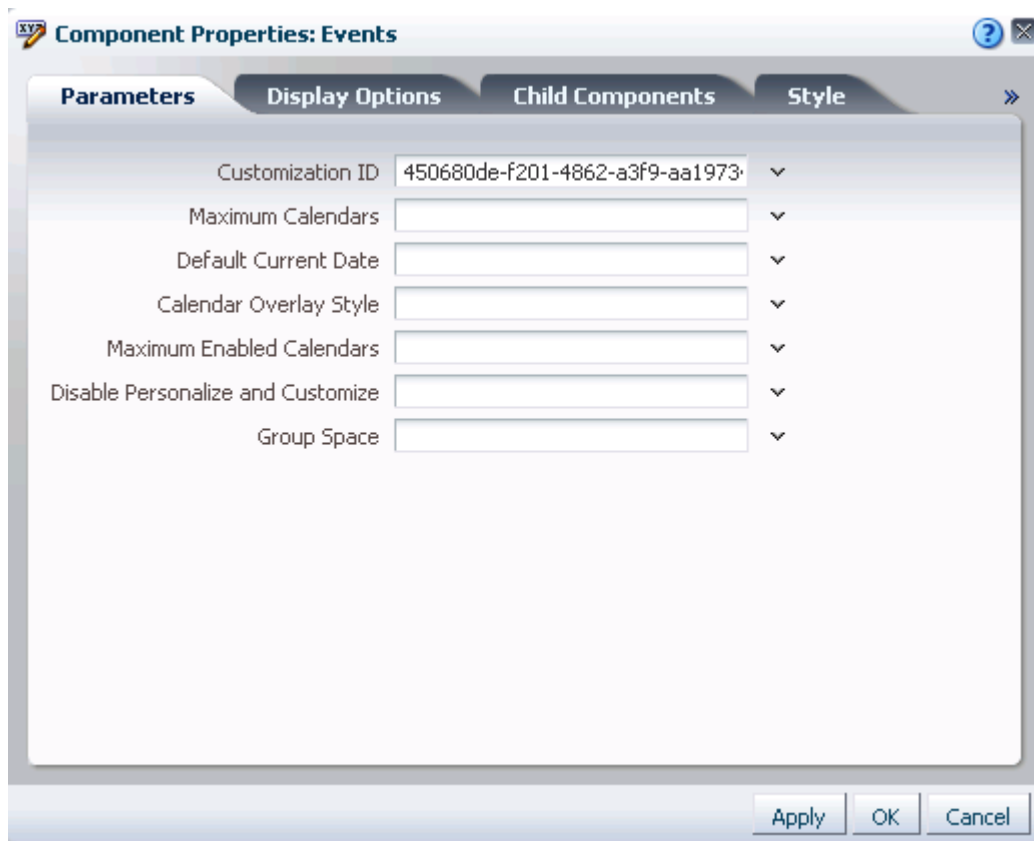 Component Properties: Events
Parameters Display Options Child Components Style
Customization ID 450680de-f201-4862-a3f9-aa1973
Maximum Calendars
Default Current Date
Calendar Overlay Style
Maximum Enabled Calendars
Disable Personalize and Customize
Group Space
Apply OK Cancel